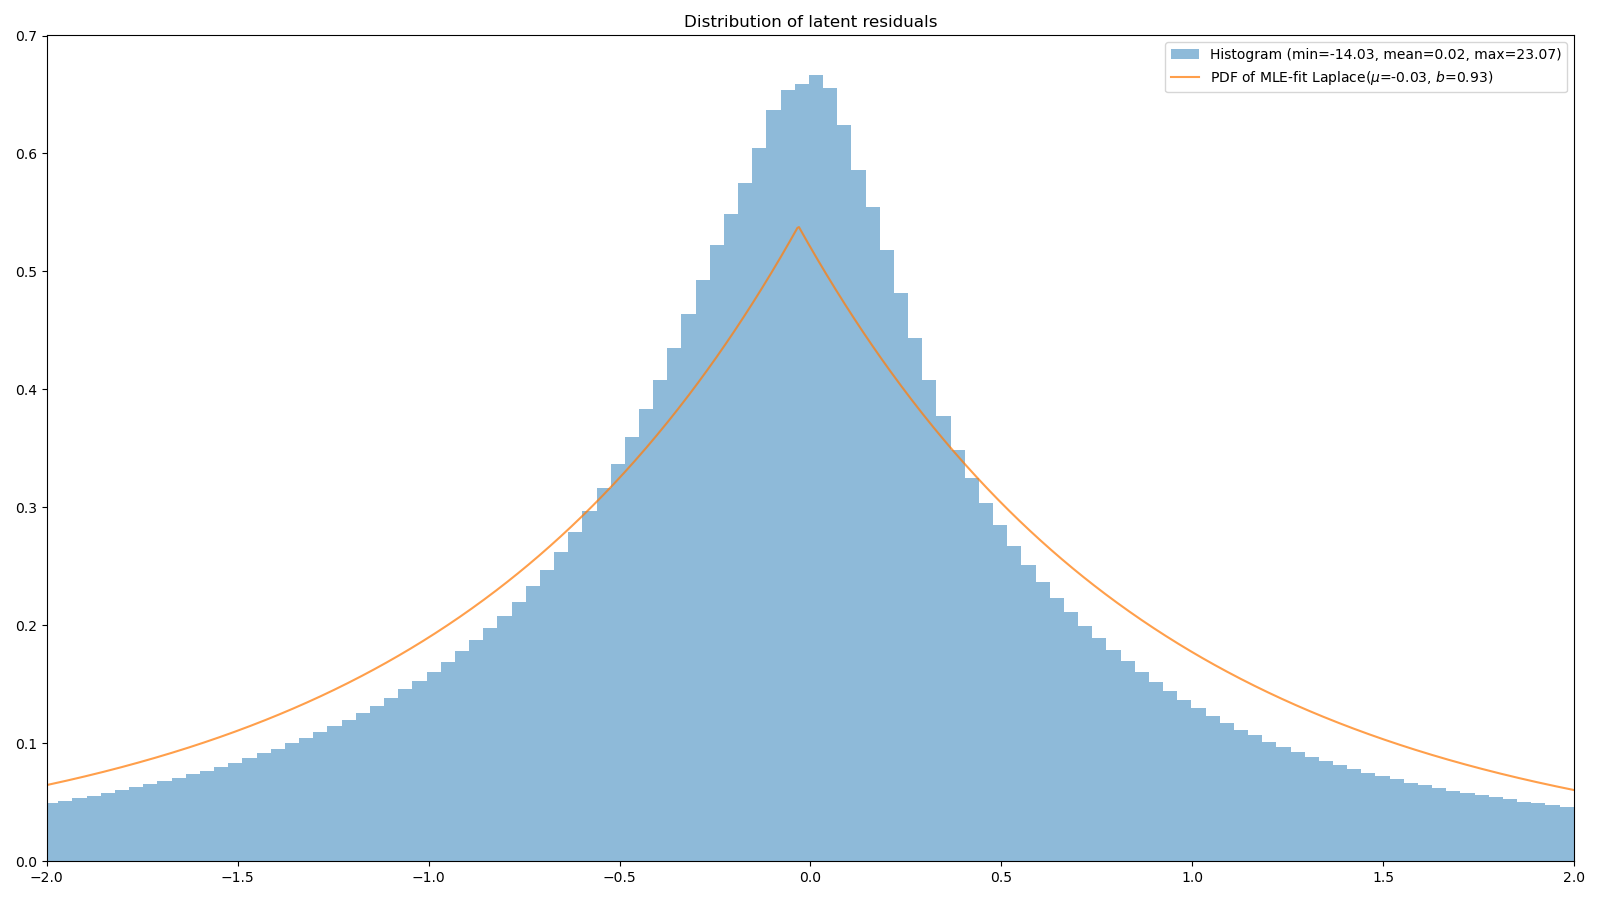 Distribution of latent residuals
Histogram (min=-14.03, mean=0.02, max=23.07)
PDF of MLE-fit Laplace(μ=-0.03, b=0.93)
0.7
0.6
0.5
0.4
0.3
0.2
0.1
0.0
−2.0 −1.5 −1.0 −0.5 0.0 0.5 1.0 1.5 2.0